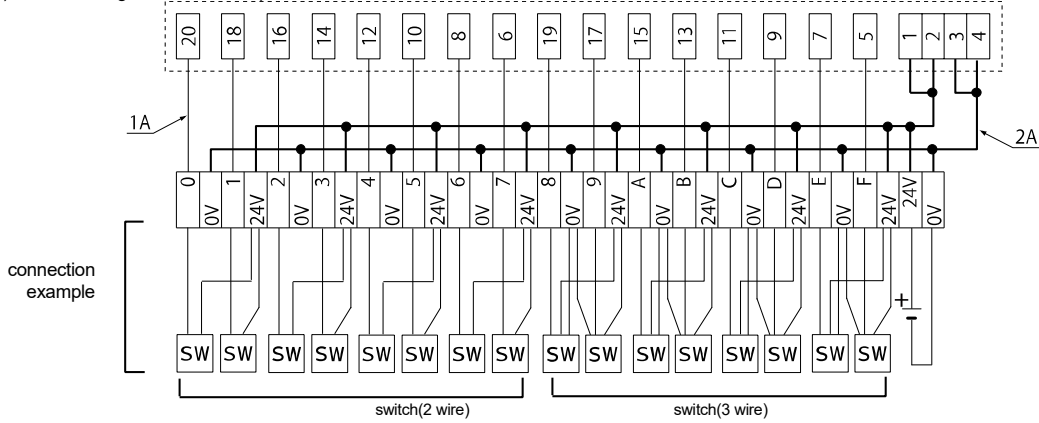 20 18 16 14 12 10 8 6 19 17 15 13 11 9 7 5 1 2 3 4
1A
2A
0 0V 1 24V 2 0V 3 24V 4 0V 5 24V 6 0V 7 24V 8 0V 9 24V A 0V B 24V C 0V D 24V E 0V F 24V 24V 0V
connection
example
+
SW SW SW SW SW SW SW SW SW SW SW SW SW SW SW SW
switch(2 wire) switch(3 wire)